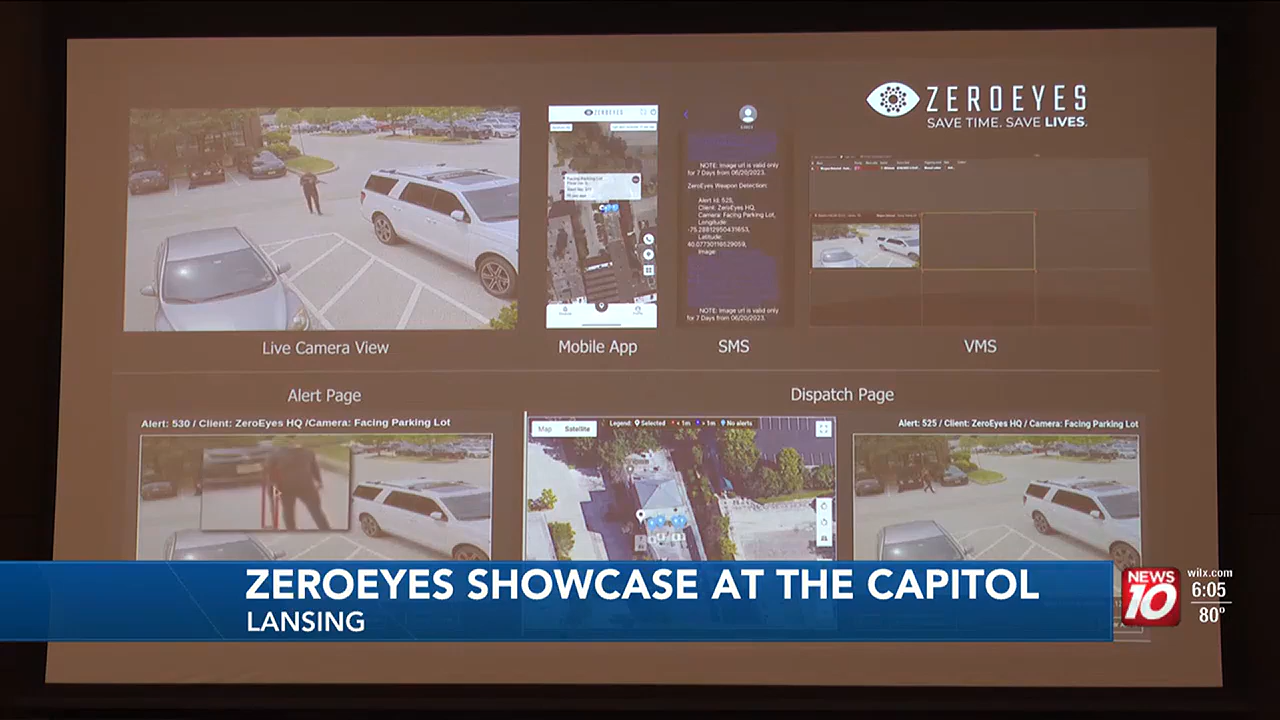 ZEROEYES
SAVE TIME. SAVE LIVES.
ZEROEYES
NOTE: Image url is valid only
for 7 Days from 06/20/2023.
ZeroEyes Weapon Detection:
Alert Id: 525,
Client: ZeroEyes HQ,
Camera: Facing Parking Lot,
Longitude:
Latitude:
Image:
NOTE: Image url is valid only
for 7 Days from 06/20/2023.
Live Camera View
Mobile App
SMS
VMS
Alert Page
Dispatch Page
Alert: 530 / Client: ZeroEyes HQ /Camera: Facing Parking Lot
Map Satellite
Legend: Selected < 1m > 1m No alerts
Alert: 525 / Client: ZeroEyes HQ / Camera: Facing Parking Lot
ZEROEYES SHOWCASE AT THE CAPITOL
LANSING
NEWS
10
wilx.com
6:05
80°